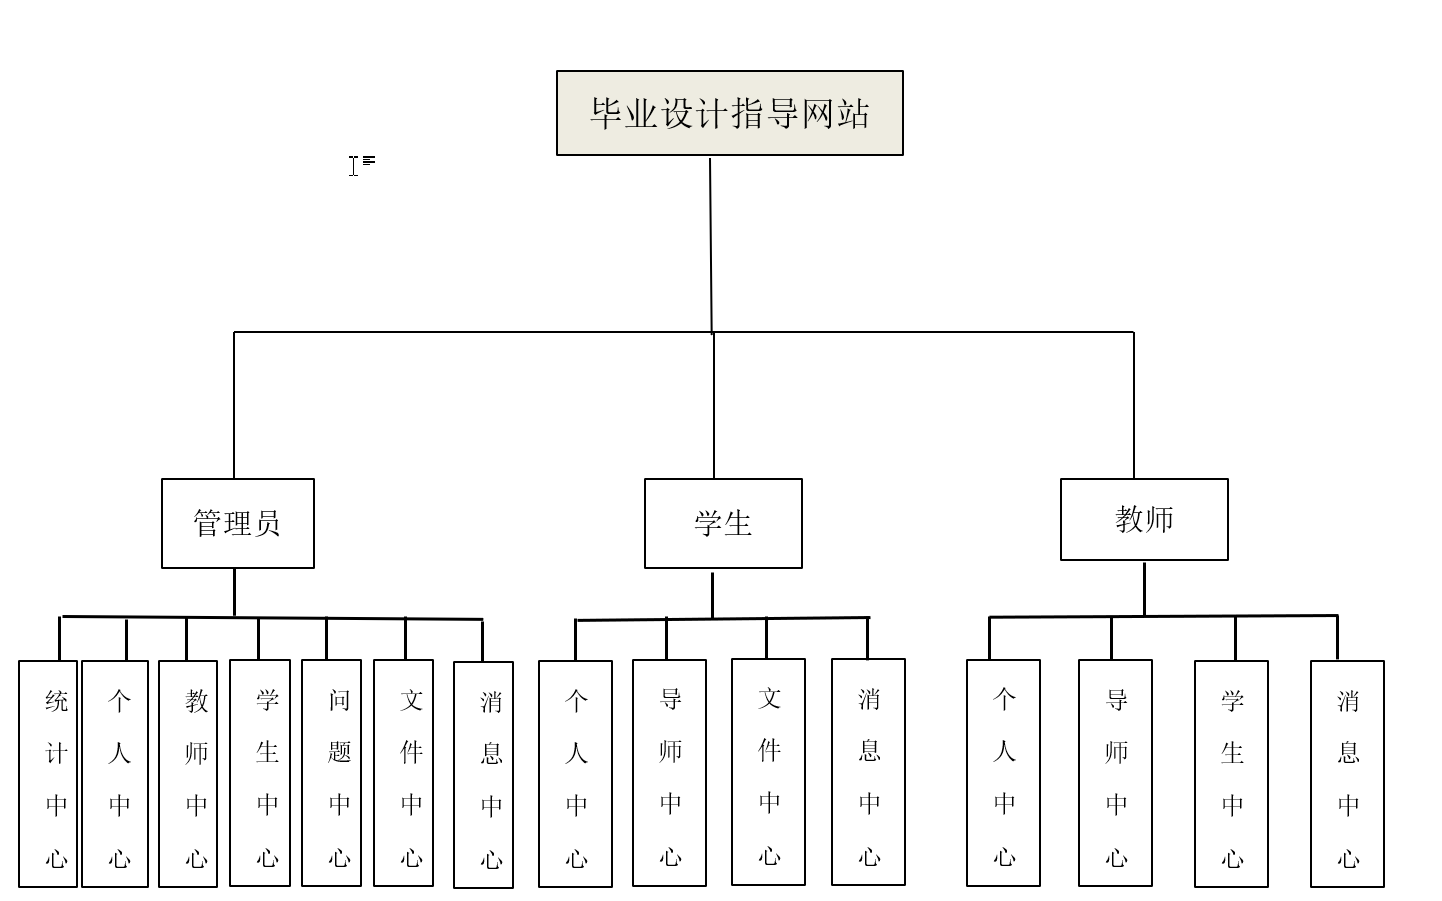 毕业设计指导网站
管理员
学生
教师
统计中心
个人中心
教师中心
学生中心
问题中心
文件中心
消息中心
个人中心
导师中心
文件中心
消息中心
个人中心
导师中心
学生中心
消息中心